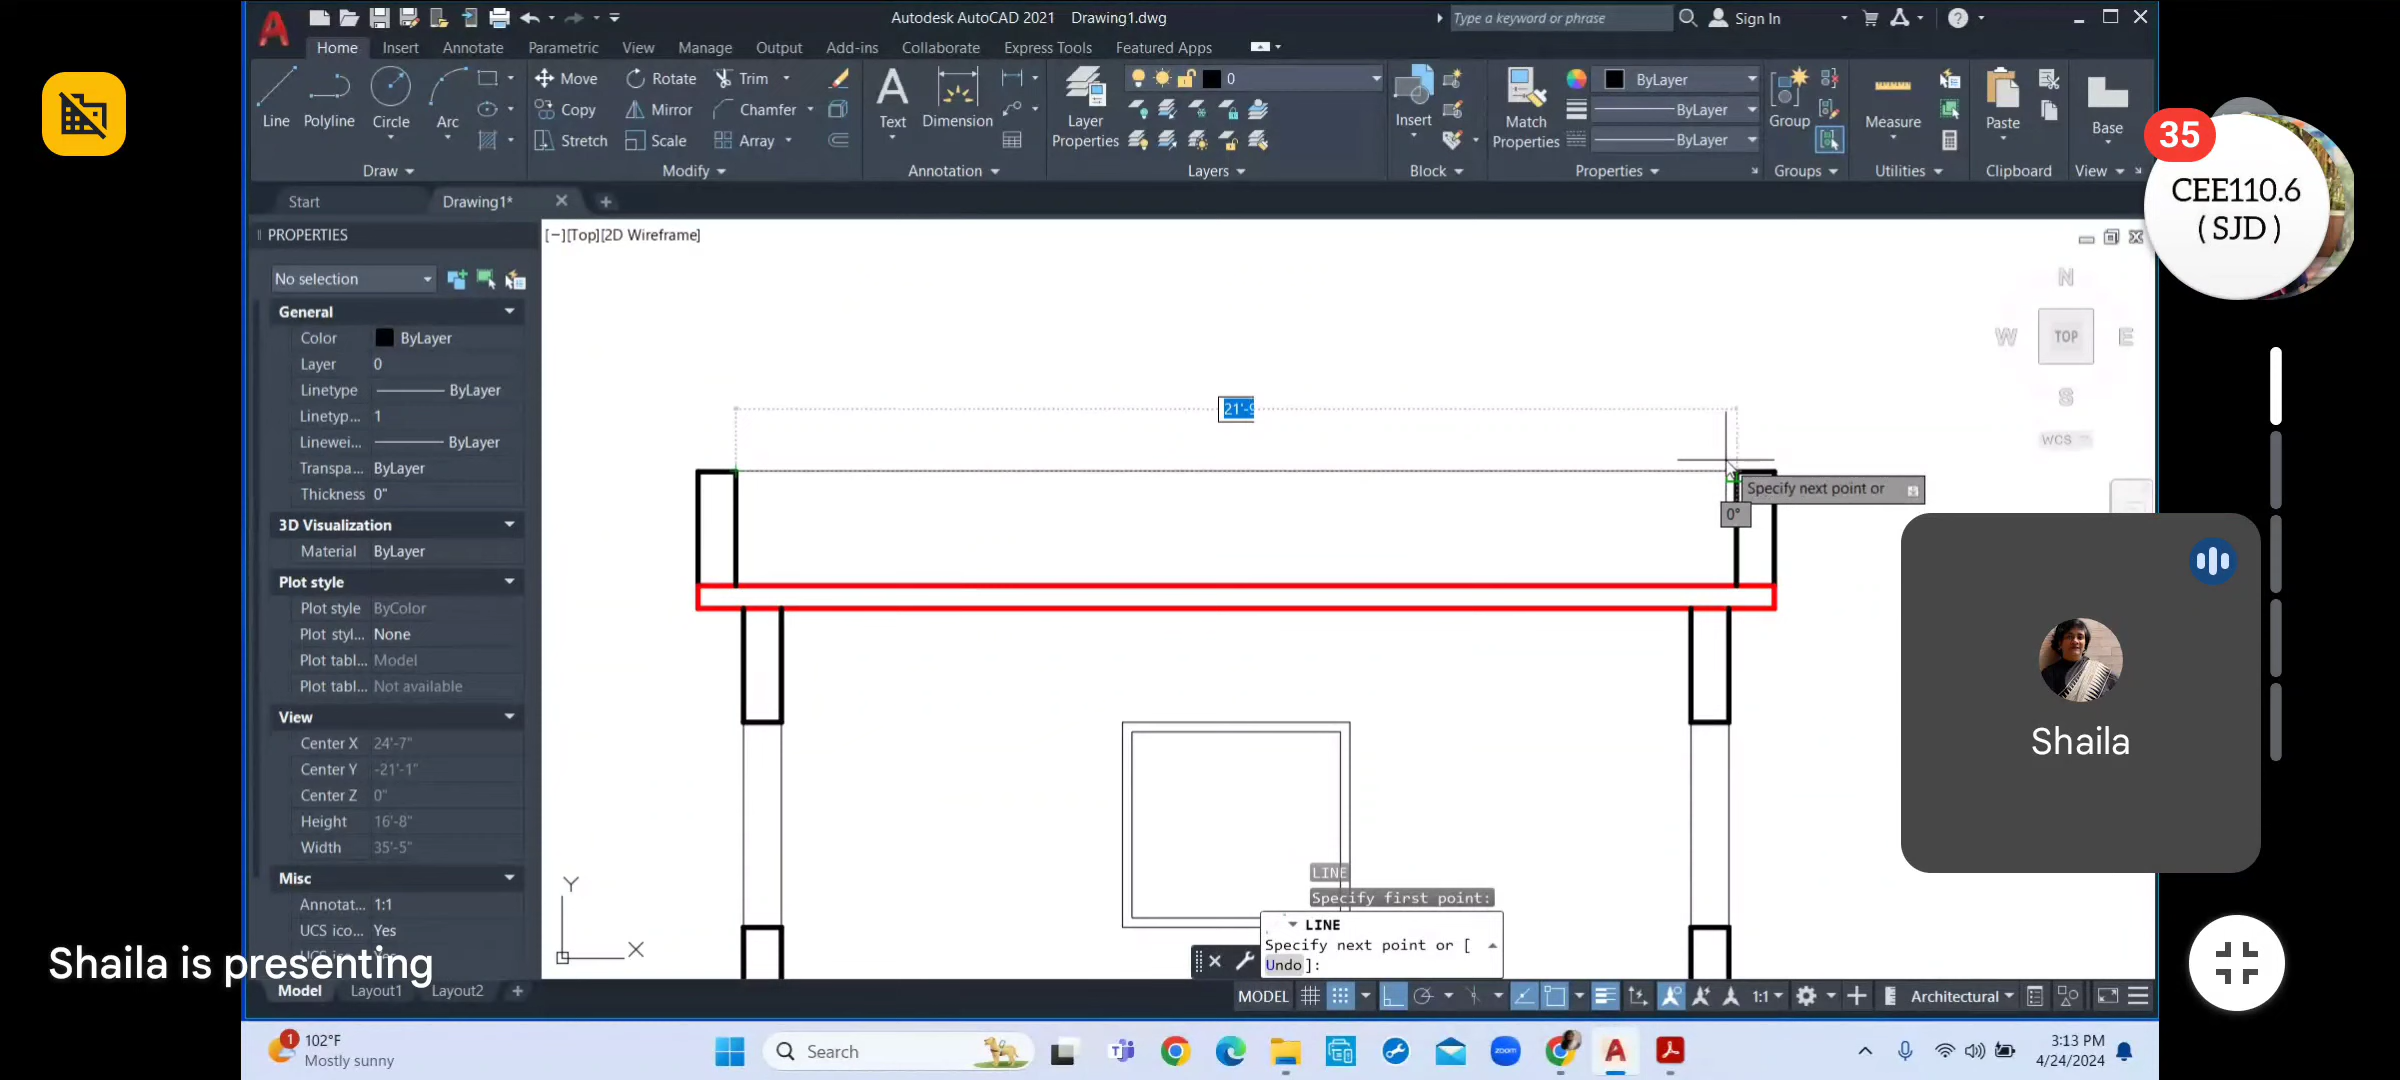 Autodesk AutoCAD 2021 Drawing1.dwg
Type a keyword or phrase
Sign In
Home Insert Annotate Parametric View Manage Output Add-ins Collaborate Express Tools Featured Apps
Line Polyline Circle Arc
Move Rotate Trim
Copy Mirror Chamfer
Stretch Scale Array
Text Dimension
Layer Properties
0
Insert
Match Properties
ByLayer
ByLayer
ByLayer
Group
Measure
Paste
Base
Draw Modify Annotation Layers Block Properties Groups Utilities Clipboard View
Start Drawing1*
35
CEE110.6
( SJD )
PROPERTIES
[−][Top][2D Wireframe]
No selection
General
Color ByLayer
Layer 0
Linetype ByLayer
Linetyp... 1
Linewei... ByLayer
Transpa... ByLayer
Thickness 0"
3D Visualization
Material ByLayer
Plot style
Plot style ByColor
Plot styl... None
Plot tabl... Model
Plot tabl... Not available
View
Center X 24'-7"
Center Y -21'-1"
Center Z 0"
Height 16'-8"
Width 35'-5"
Misc
Annotat... 1:1
UCS ico... Yes
UCS
N
W TOP E
S
WCS
21'-9
Specify next point or
0°
Shaila
Y
X
LINE
Specify first point:
LINE
Specify next point or [
Undo]:
Shaila is presenting
Model Layout1 Layout2
MODEL 1:1 Architectural
1
102°F
Mostly sunny
Search
zoom
3:13 PM
4/24/2024